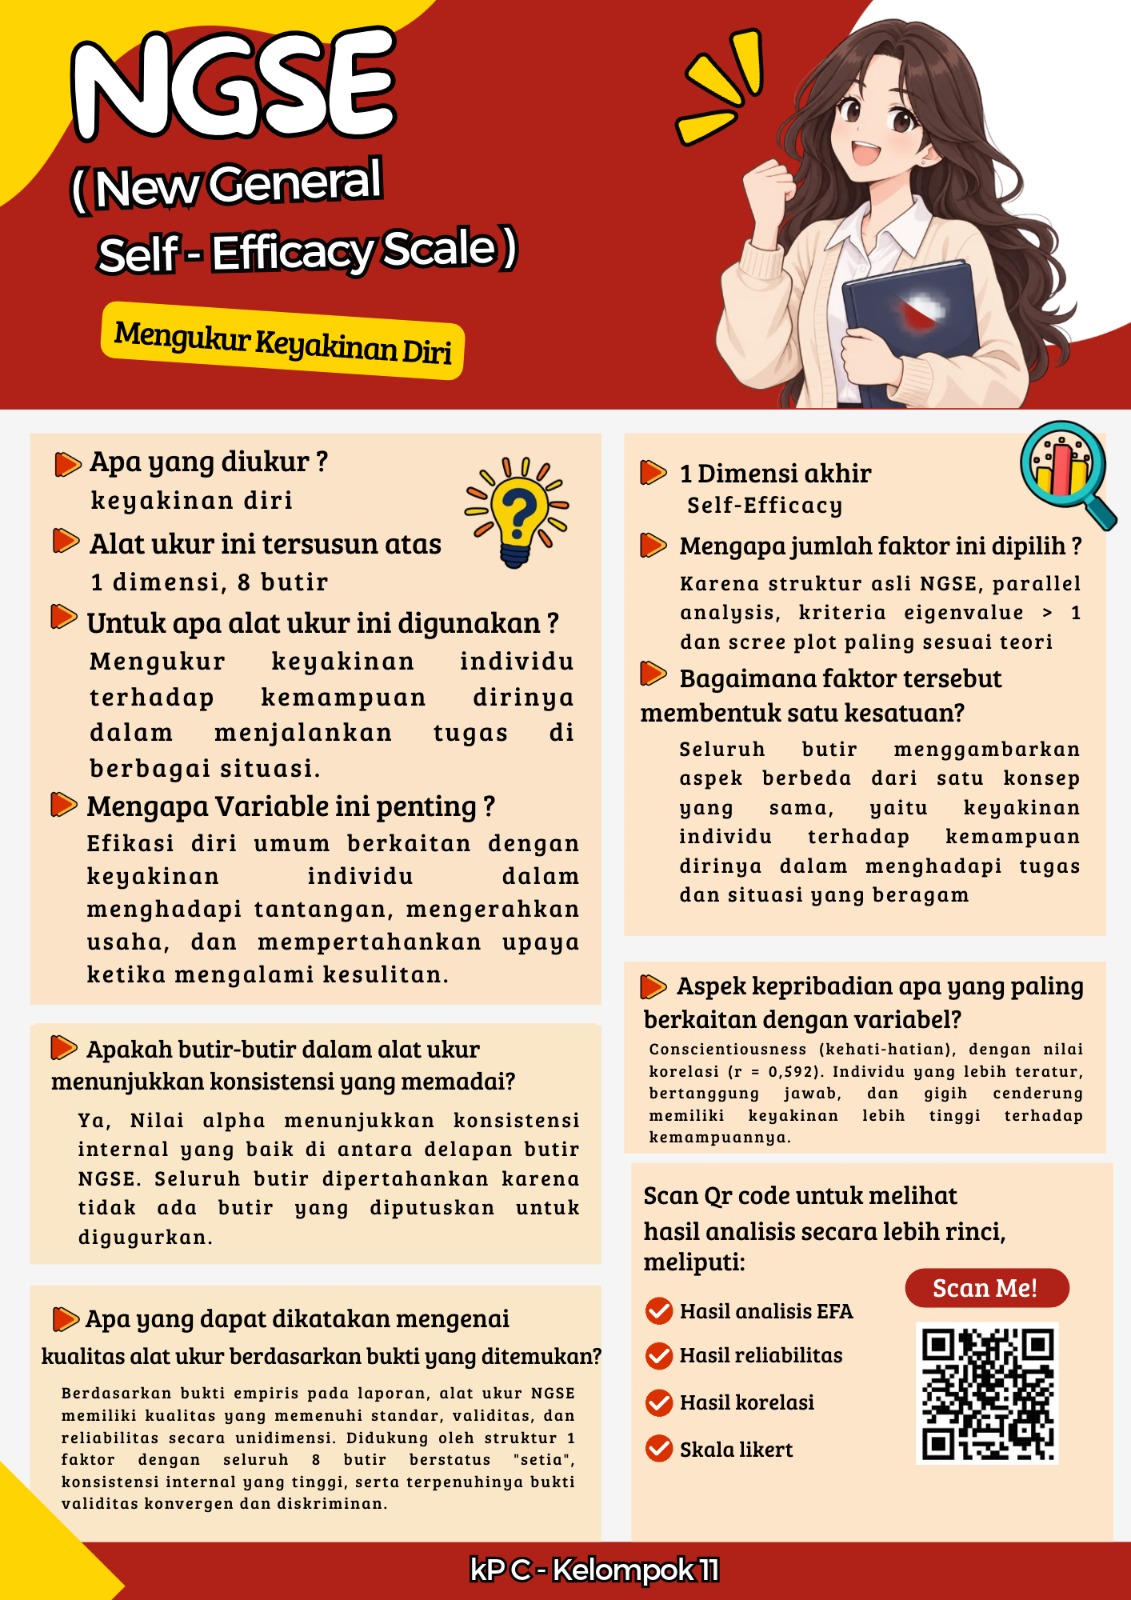 NGSE
( New General
Self - Efficacy Scale )
Mengukur Keyakinan Diri
Apa yang diukur ?
keyakinan diri
Alat ukur ini tersusun atas
1 dimensi, 8 butir
Untuk apa alat ukur ini digunakan ?
Mengukur keyakinan individu
terhadap kemampuan dirinya
dalam menjalankan tugas di
berbagai situasi.
Mengapa Variable ini penting ?
Efikasi diri umum berkaitan dengan
keyakinan individu dalam
menghadapi tantangan, mengerahkan
usaha, dan mempertahankan upaya
ketika mengalami kesulitan.
Apakah butir-butir dalam alat ukur
menunjukkan konsistensi yang memadai?
Ya, Nilai alpha menunjukkan konsistensi
internal yang baik di antara delapan butir
NGSE. Seluruh butir dipertahankan karena
tidak ada butir yang diputuskan untuk
digugurkan.
Apa yang dapat dikatakan mengenai
kualitas alat ukur berdasarkan bukti yang ditemukan?
Berdasarkan bukti empiris pada laporan, alat ukur NGSE
memiliki kualitas yang memenuhi standar, validitas, dan
reliabilitas secara unidimensi. Didukung oleh struktur 1
faktor dengan seluruh 8 butir berstatus "setia",
konsistensi internal yang tinggi, serta terpenuhinya bukti
validitas konvergen dan diskriminan.
1 Dimensi akhir
Self-Efficacy
Mengapa jumlah faktor ini dipilih ?
Karena struktur asli NGSE, parallel
analysis, kriteria eigenvalue > 1
dan scree plot paling sesuai teori
Bagaimana faktor tersebut
membentuk satu kesatuan?
Seluruh butir menggambarkan
aspek berbeda dari satu konsep
yang sama, yaitu keyakinan
individu terhadap kemampuan
dirinya dalam menghadapi tugas
dan situasi yang beragam
Aspek kepribadian apa yang paling
berkaitan dengan variabel?
Conscientiousness (kehati-hatian), dengan nilai
korelasi (r = 0,592). Individu yang lebih teratur,
bertanggung jawab, dan gigih cenderung
memiliki keyakinan lebih tinggi terhadap
kemampuannya.
Scan Qr code untuk melihat
hasil analisis secara lebih rinci,
meliputi:
Hasil analisis EFA
Hasil reliabilitas
Hasil korelasi
Skala likert
Scan Me!
kP C - Kelompok 11